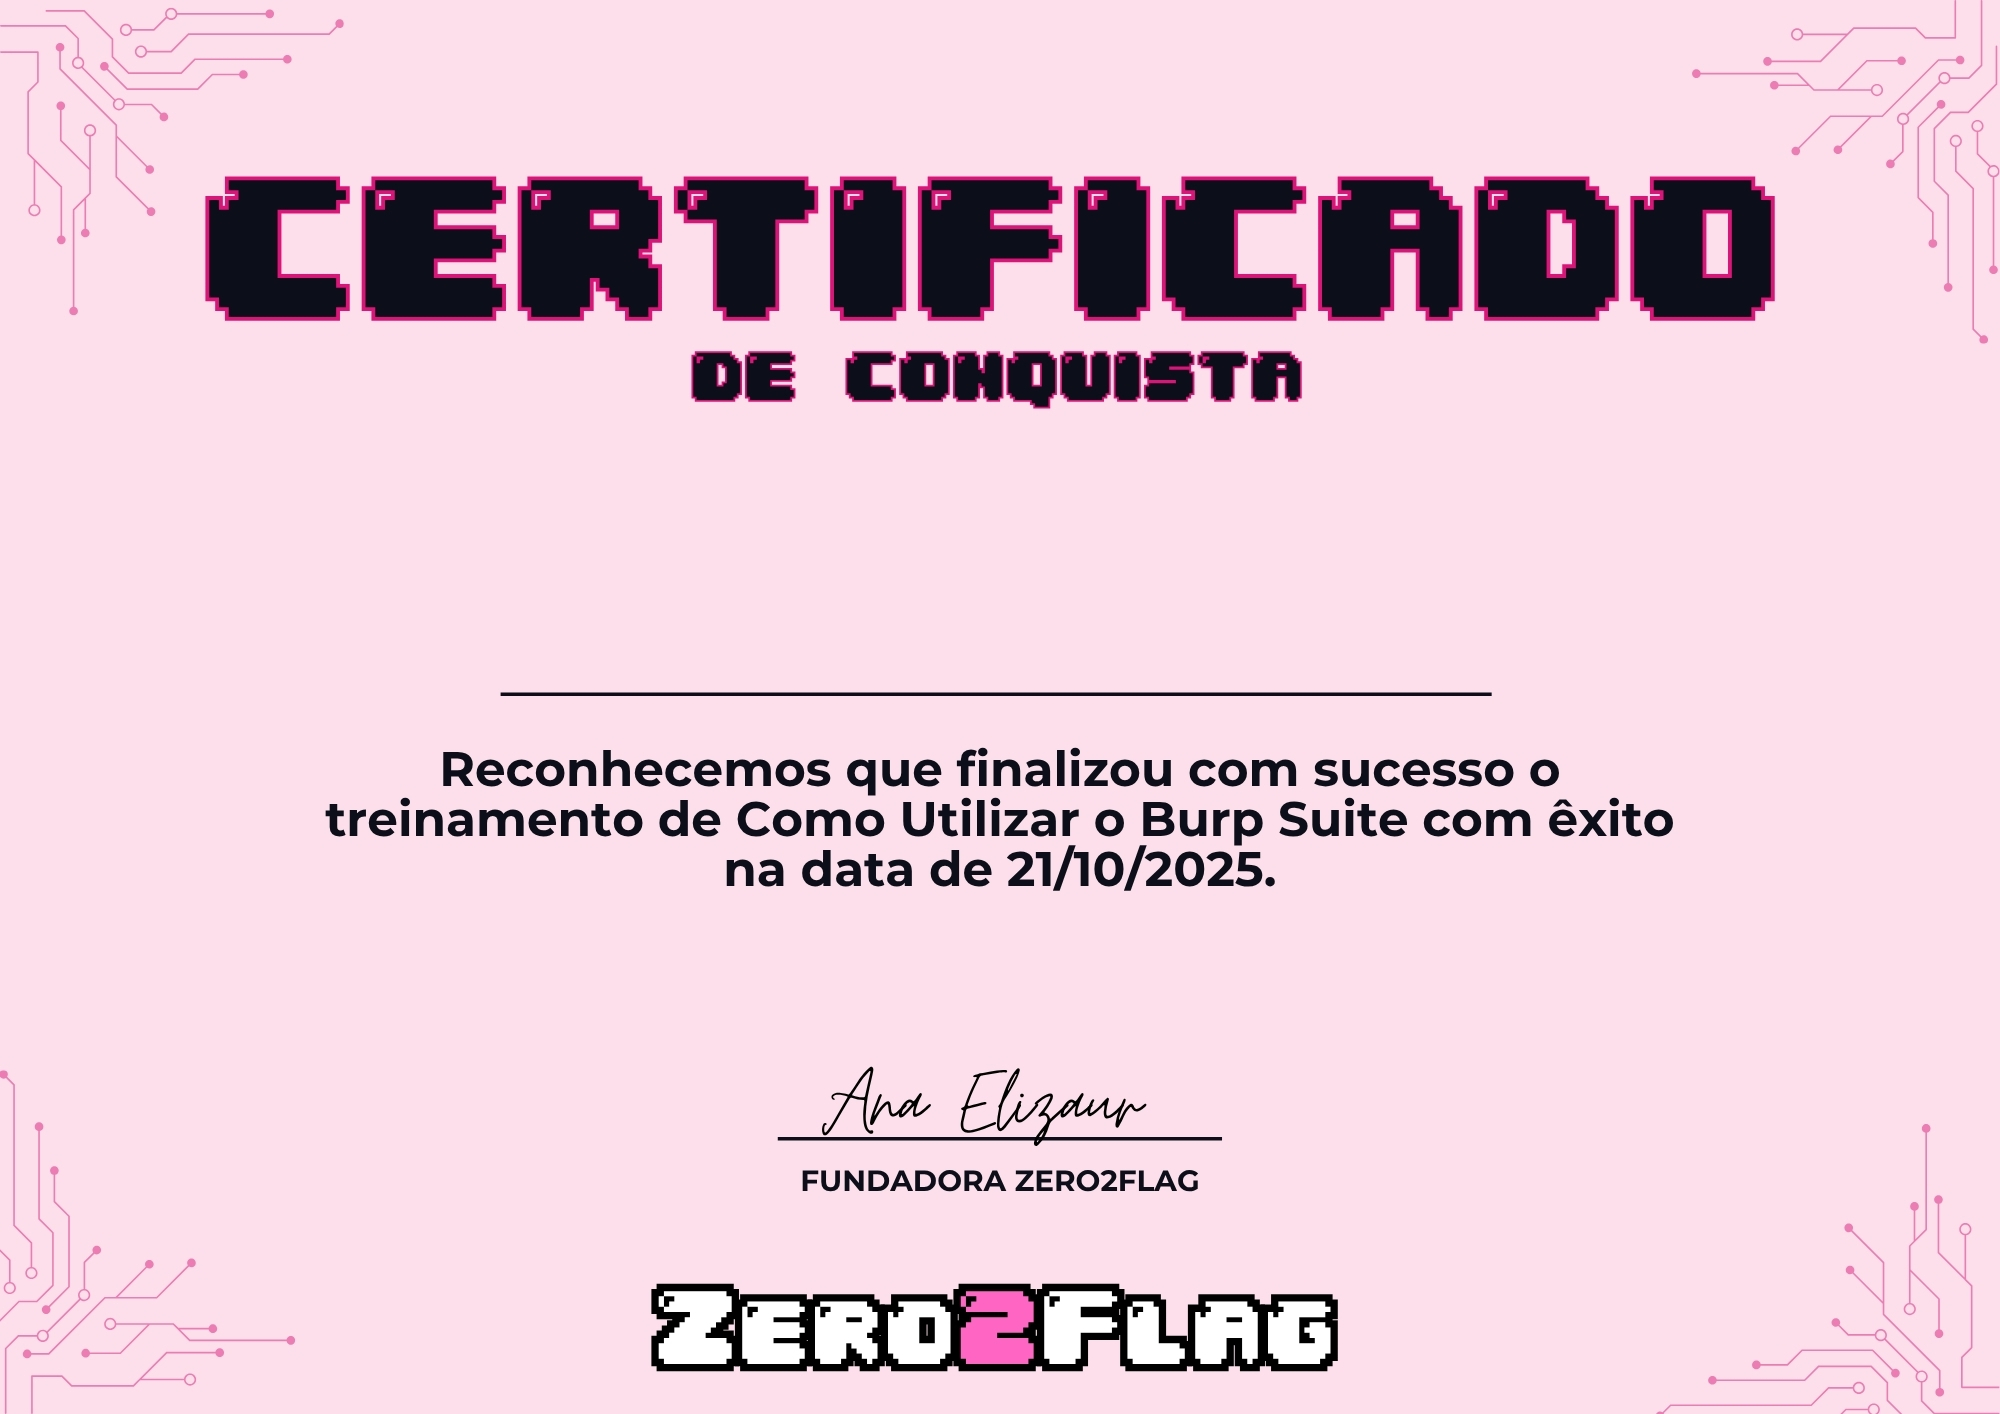 CERTIFICADO
DE CONQUISTA
Reconhecemos que finalizou com sucesso o
treinamento de Como Utilizar o Burp Suite com êxito
na data de 21/10/2025.
Ana Elizaur
FUNDADORA ZERO2FLAG
ZERO2FLAG